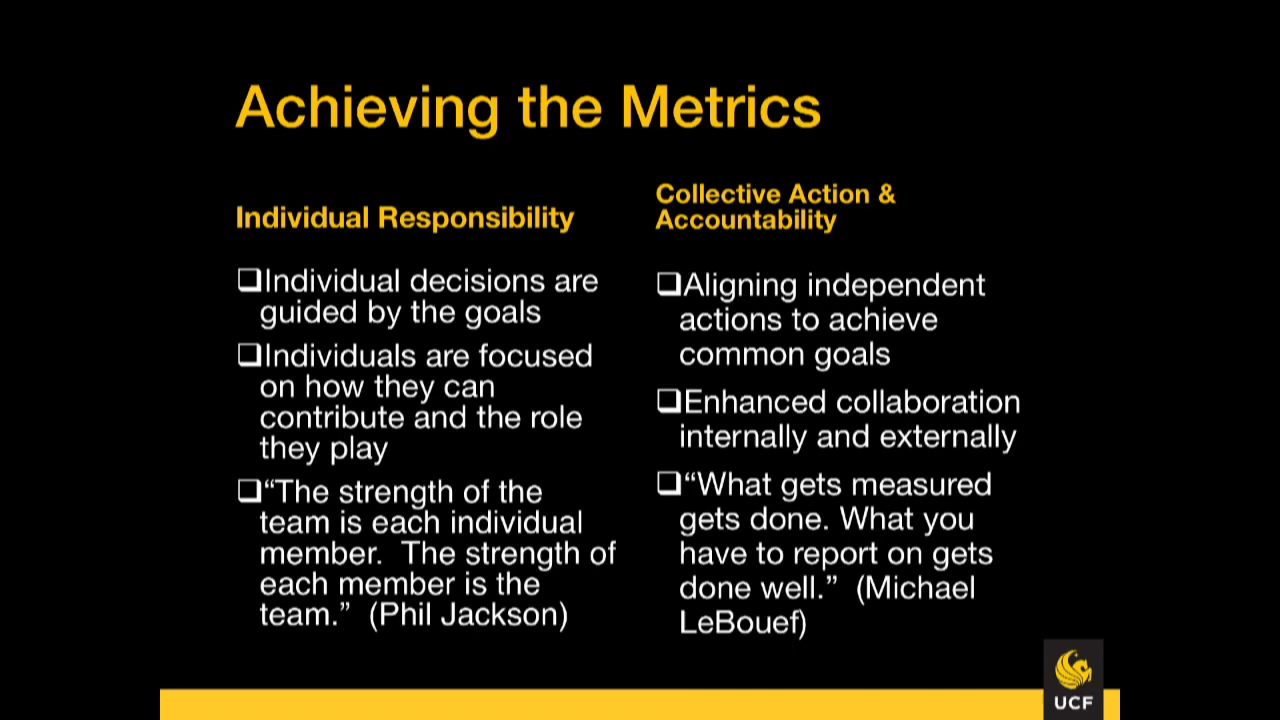 Achieving the Metrics
Individual Responsibility
❑Individual decisions are
guided by the goals
❑Individuals are focused
on how they can
contribute and the role
they play
❑“The strength of the
team is each individual
member.  The strength of
each member is the
team.”  (Phil Jackson)
Collective Action &
Accountability
❑Aligning independent
actions to achieve
common goals
❑Enhanced collaboration
internally and externally
❑“What gets measured
gets done. What you
have to report on gets
done well.”  (Michael
LeBouef)
UCF